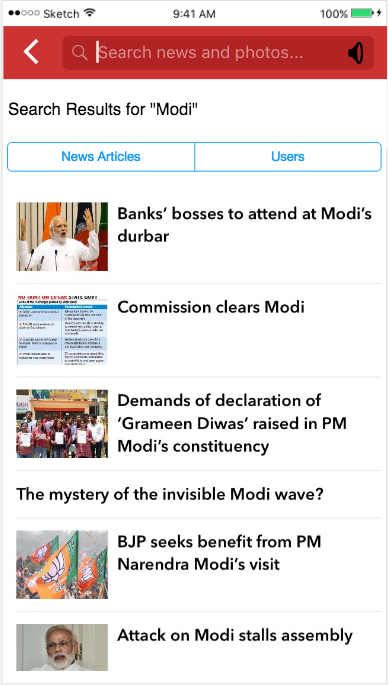 Sketch
9:41 AM
100%
Search news and photos...
Search Results for "Modi"
News Articles
Users
Banks’ bosses to attend at Modi’s
durbar
Commission clears Modi
Demands of declaration of
‘Grameen Diwas’ raised in PM
Modi’s constituency
The mystery of the invisible Modi wave?
BJP seeks benefit from PM
Narendra Modi’s visit
Attack on Modi stalls assembly